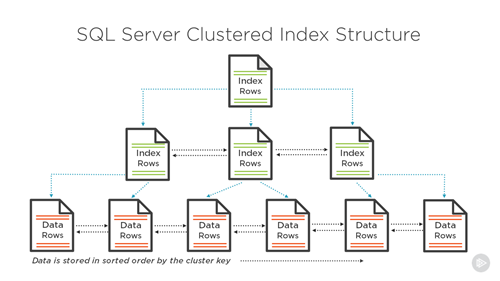 SQL Server Clustered Index Structure
Index
Rows
Index
Rows
Index
Rows
Index
Rows
Data
Rows
Data
Rows
Data
Rows
Data
Rows
Data
Rows
Data
Rows
Data is stored in sorted order by the cluster key